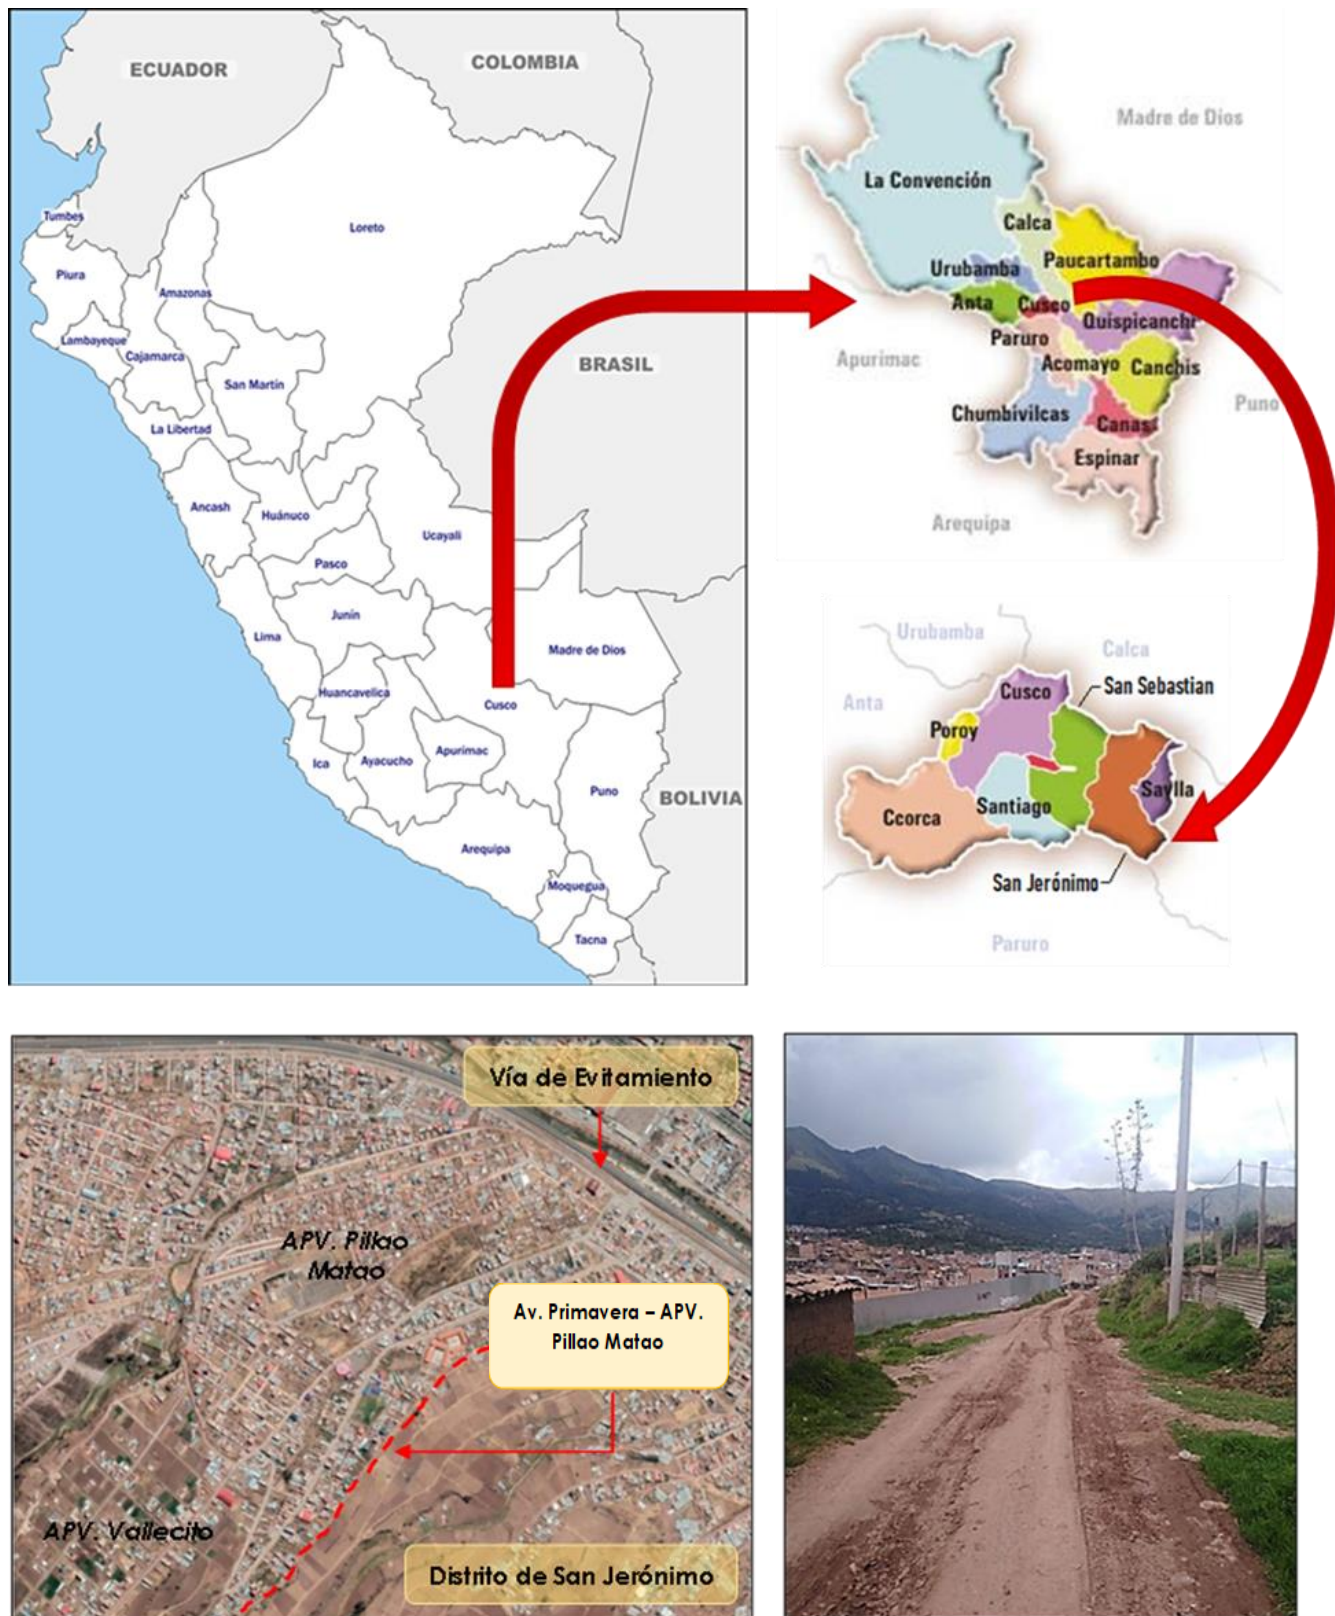 ECUADOR
COLOMBIA
Tumbes
Loreto
Piura
Amazonas
Lambayeque
Cajamarca
San Martín
BRASIL
La Libertad
Ancash
Huánuco
Ucayali
Pasco
Junín
Lima
Madre de Dios
Huancavelica
Cusco
Apurimac
Ayacucho
Ica
Puno
BOLIVIA
Arequipa
Moquegua
Tacna
Madre de Dios
La Convención
Calca
Paucartambo
Urubamba
Anta
Cusco
Quispicanchi
Paruro
Acomayo
Canchis
Apurimac
Puno
Chumbivilcas
Canas
Espinar
Arequipa
Urubamba
Calca
Cusco
San Sebastian
Anta
Poroy
Saylla
Santiago
Ccorca
San Jerónimo
Paruro
Vía de Evitamiento
APV. Pillao
Matao
Av. Primavera – APV.
Pillao Matao
APV. Vallecito
Distrito de San Jerónimo